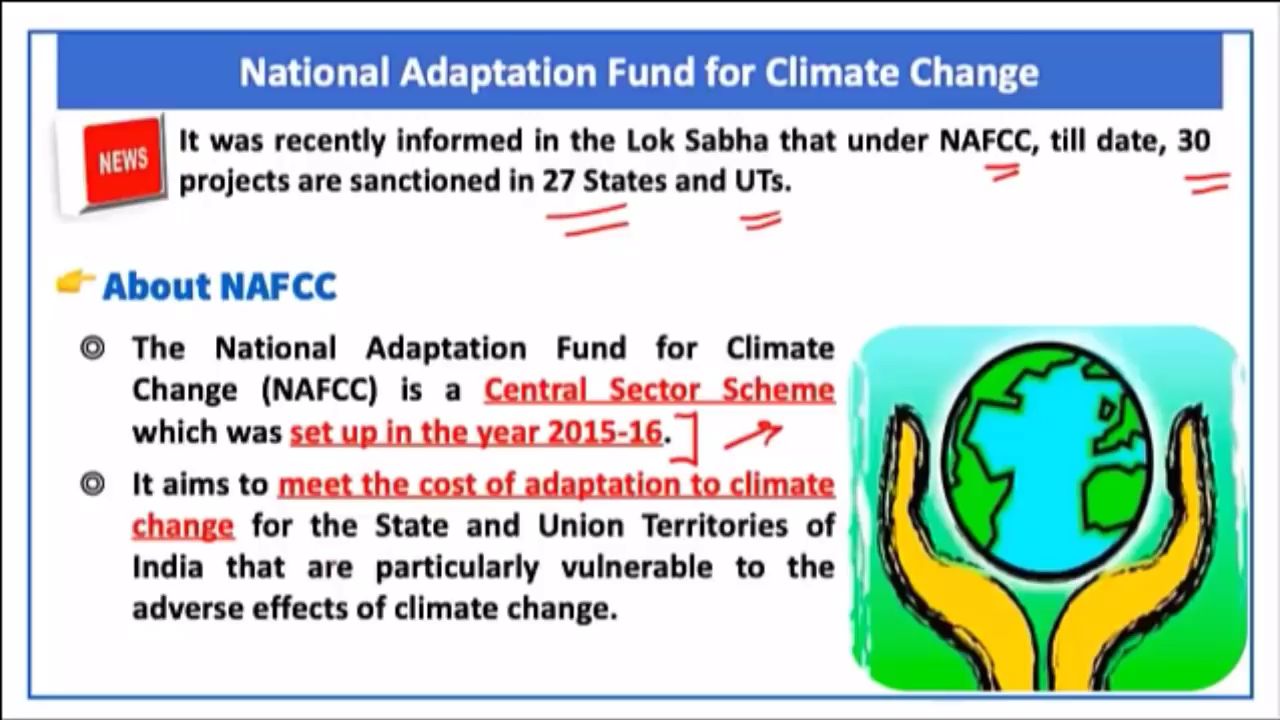 National Adaptation Fund for Climate Change
NEWS
It was recently informed in the Lok Sabha that under NAFCC, till date, 30
projects are sanctioned in 27 States and UTs.
About NAFCC
The National Adaptation Fund for Climate
Change (NAFCC) is a Central Sector Scheme
which was set up in the year 2015-16.
It aims to meet the cost of adaptation to climate
change for the State and Union Territories of
India that are particularly vulnerable to the
adverse effects of climate change.